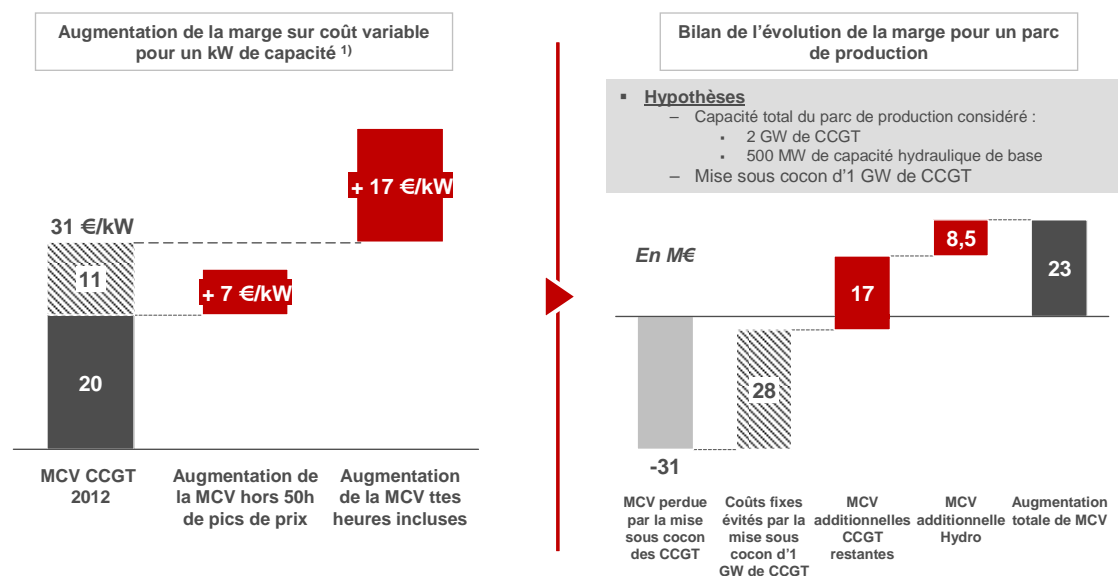 Augmentation de la marge sur coût variable
pour un kW de capacité 1)
31 €/kW
11
20
+ 7 €/kW
+ 17 €/kW
MCV CCGT
2012
Augmentation de
la MCV hors 50h
de pics de prix
Augmentation
de la MCV ttes
heures incluses
Bilan de l'évolution de la marge pour un parc
de production
▪ Hypothèses
– Capacité total du parc de production considéré :
▪ 2 GW de CCGT
▪ 500 MW de capacité hydraulique de base
– Mise sous cocon d'1 GW de CCGT
En M€
-31
28
17
8,5
23
MCV perdue
par la mise
sous cocon
des CCGT
Coûts fixes
évités par la
mise sous
cocon d'1
GW de CCGT
MCV
additionnelles
CCGT
restantes
MCV
additionnelle
Hydro
Augmentation
totale de MCV